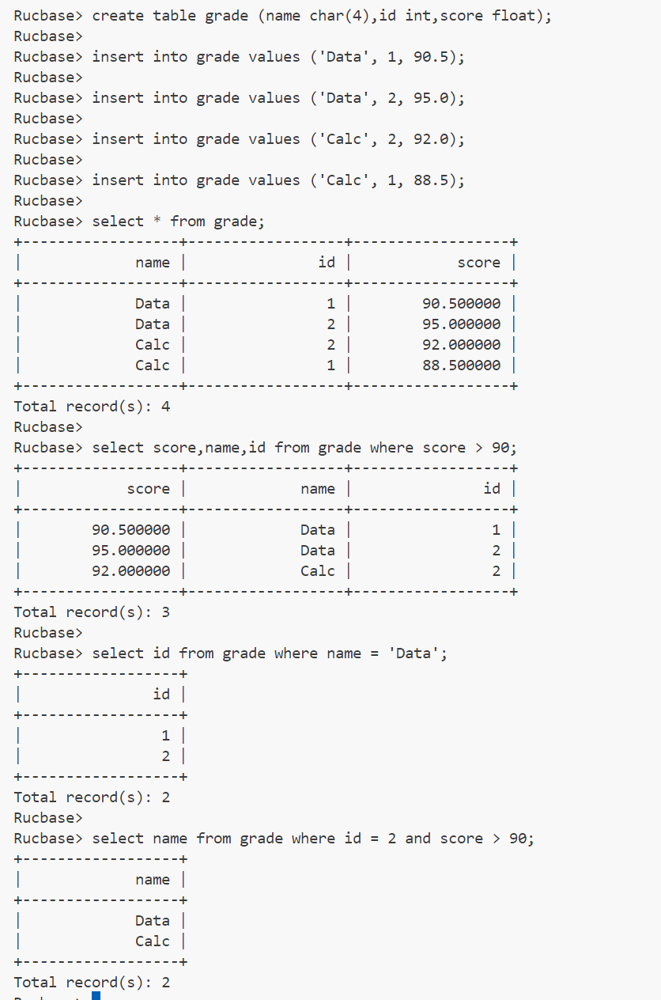 Rucbase> create table grade (name char(4),id int,score float);
Rucbase>
Rucbase> insert into grade values ('Data', 1, 90.5);
Rucbase>
Rucbase> insert into grade values ('Data', 2, 95.0);
Rucbase>
Rucbase> insert into grade values ('Calc', 2, 92.0);
Rucbase>
Rucbase> insert into grade values ('Calc', 1, 88.5);
Rucbase>
Rucbase> select * from grade;
+------------------+------------------+------------------+
|             name |               id |            score |
+------------------+------------------+------------------+
|             Data |                1 |        90.500000 |
|             Data |                2 |        95.000000 |
|             Calc |                2 |        92.000000 |
|             Calc |                1 |        88.500000 |
+------------------+------------------+------------------+
Total record(s): 4
Rucbase>
Rucbase> select score,name,id from grade where score > 90;
+------------------+------------------+------------------+
|            score |             name |               id |
+------------------+------------------+------------------+
|        90.500000 |             Data |                1 |
|        95.000000 |             Data |                2 |
|        92.000000 |             Calc |                2 |
+------------------+------------------+------------------+
Total record(s): 3
Rucbase>
Rucbase> select id from grade where name = 'Data';
+------------------+
|               id |
+------------------+
|                1 |
|                2 |
+------------------+
Total record(s): 2
Rucbase>
Rucbase> select name from grade where id = 2 and score > 90;
+------------------+
|             name |
+------------------+
|             Data |
|             Calc |
+------------------+
Total record(s): 2